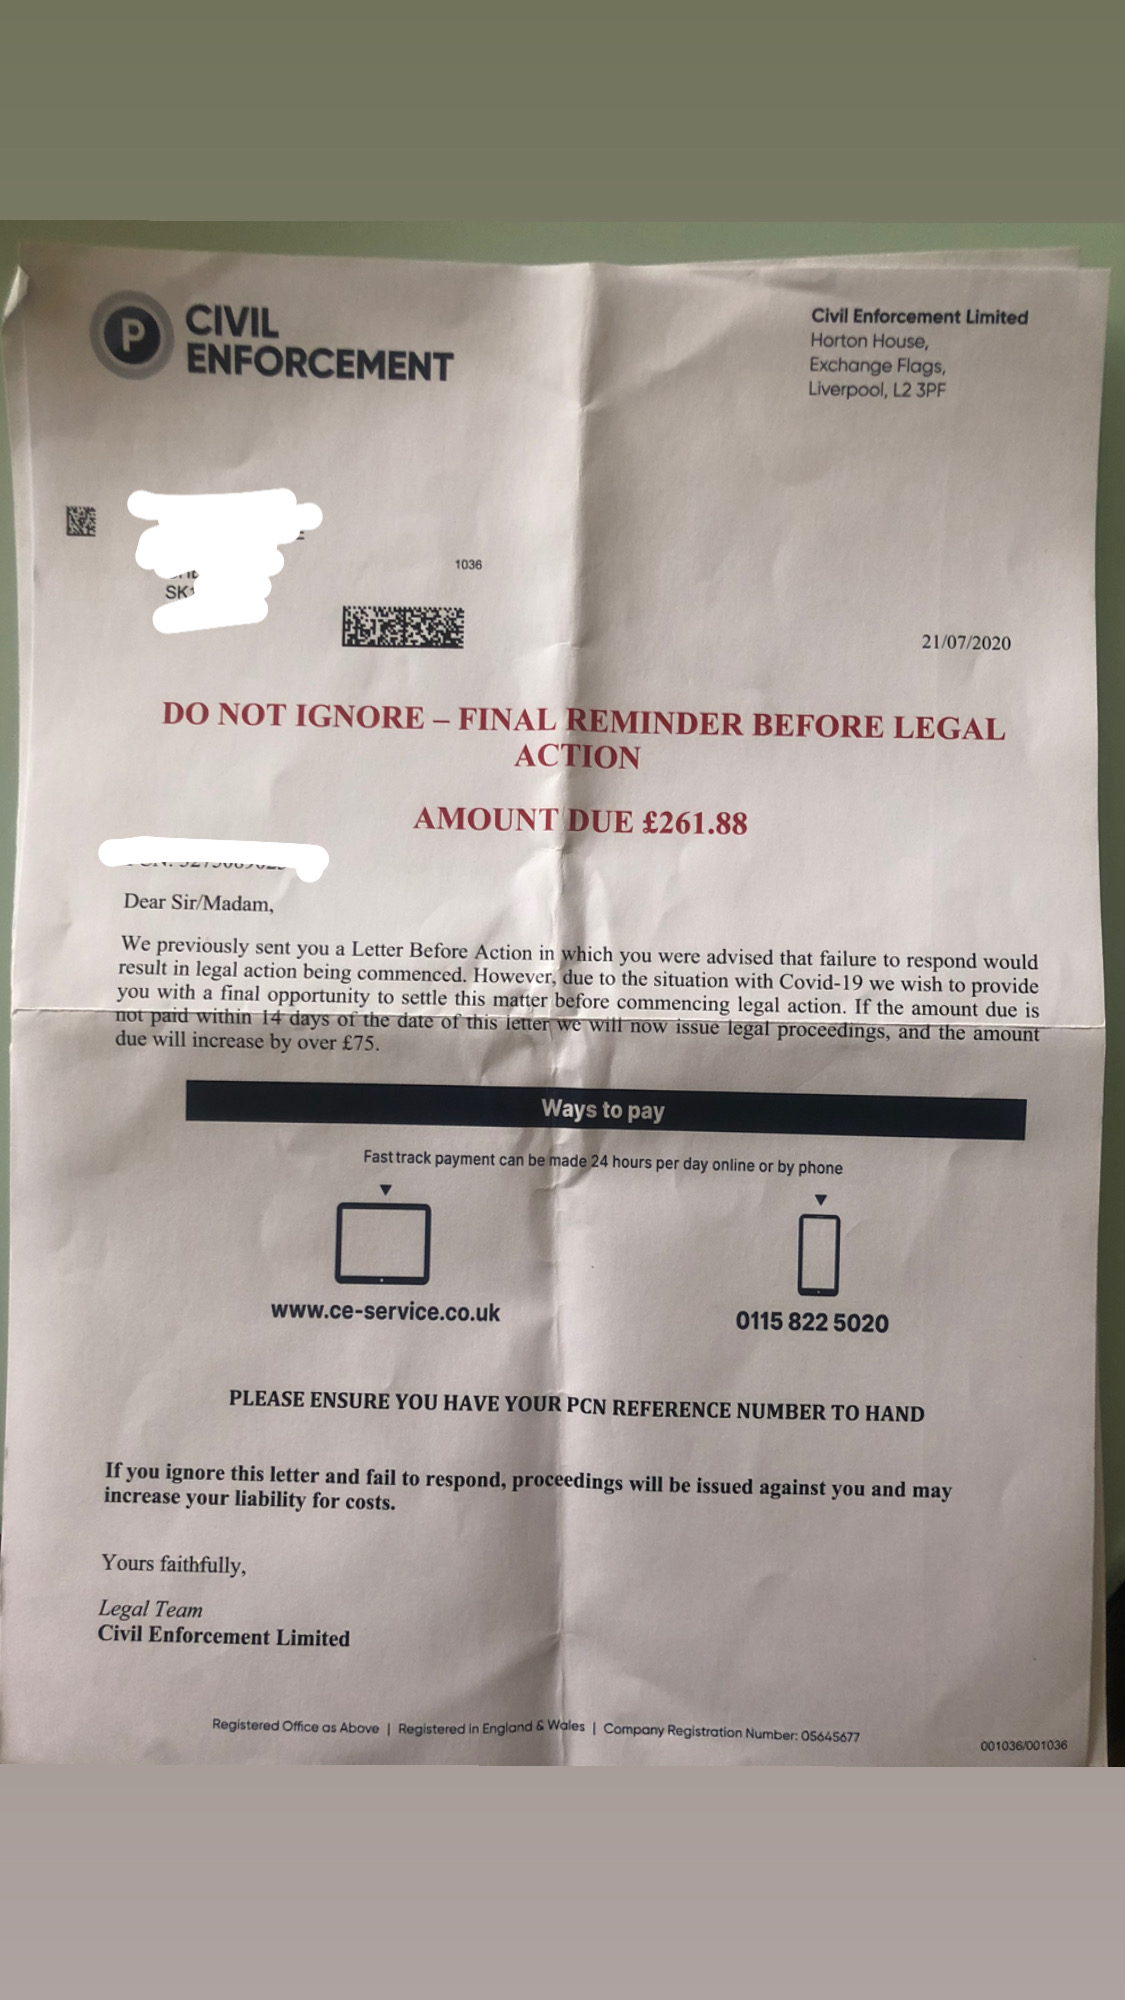 P
CIVIL
ENFORCEMENT
Civil Enforcement Limited
Horton House,
Exchange Flags,
Liverpool, L2 3PF
1036
21/07/2020
DO NOT IGNORE – FINAL REMINDER BEFORE LEGAL
ACTION
AMOUNT DUE £261.88
Dear Sir/Madam,
We previously sent you a Letter Before Action in which you were advised that failure to respond would
result in legal action being commenced. However, due to the situation with Covid-19 we wish to provide
you with a final opportunity to settle this matter before commencing legal action. If the amount due is
not paid within 14 days of the date of this letter we will now issue legal proceedings, and the amount
due will increase by over £75.
Ways to pay
Fast track payment can be made 24 hours per day online or by phone
www.ce-service.co.uk
0115 822 5020
PLEASE ENSURE YOU HAVE YOUR PCN REFERENCE NUMBER TO HAND
If you ignore this letter and fail to respond, proceedings will be issued against you and may
increase your liability for costs.
Yours faithfully,
Legal Team
Civil Enforcement Limited
Registered Office as Above | Registered in England & Wales | Company Registration Number: 05645677
001036/001036